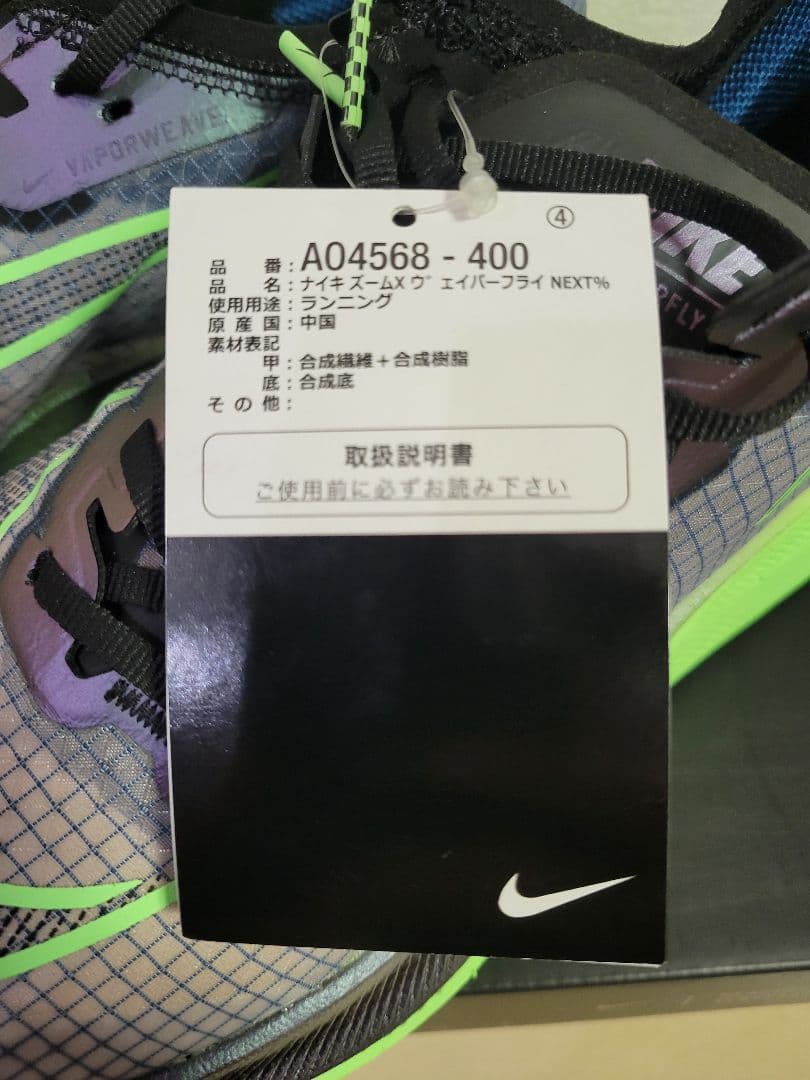 VAPORWEAVE
④
品番：AO4568 - 400
品名：ナイキ ズームX ヴェイパーフライ NEXT%
使用用途：ランニング
原産国：中国
素材表記
甲：合成繊維＋合成樹脂
底：合成底
その他：
取扱説明書
ご使用前に必ずお読み下さい
NIKE
RFLY